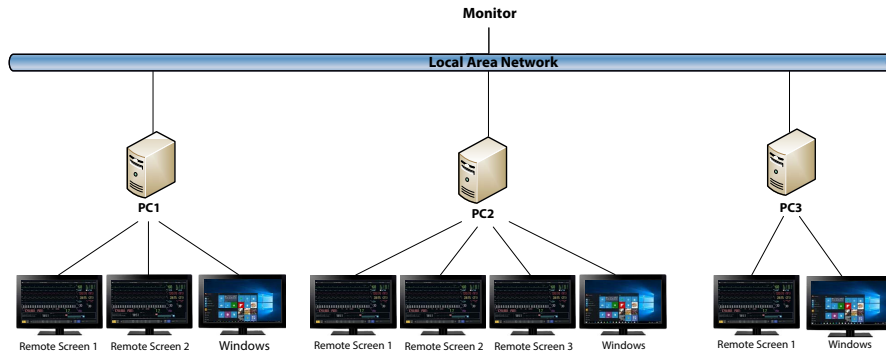 Monitor
Local Area Network
PC1
PC2
PC3
Remote Screen 1
Remote Screen 2
Windows
Remote Screen 1
Remote Screen 2
Remote Screen 3
Windows
Remote Screen 1
Windows